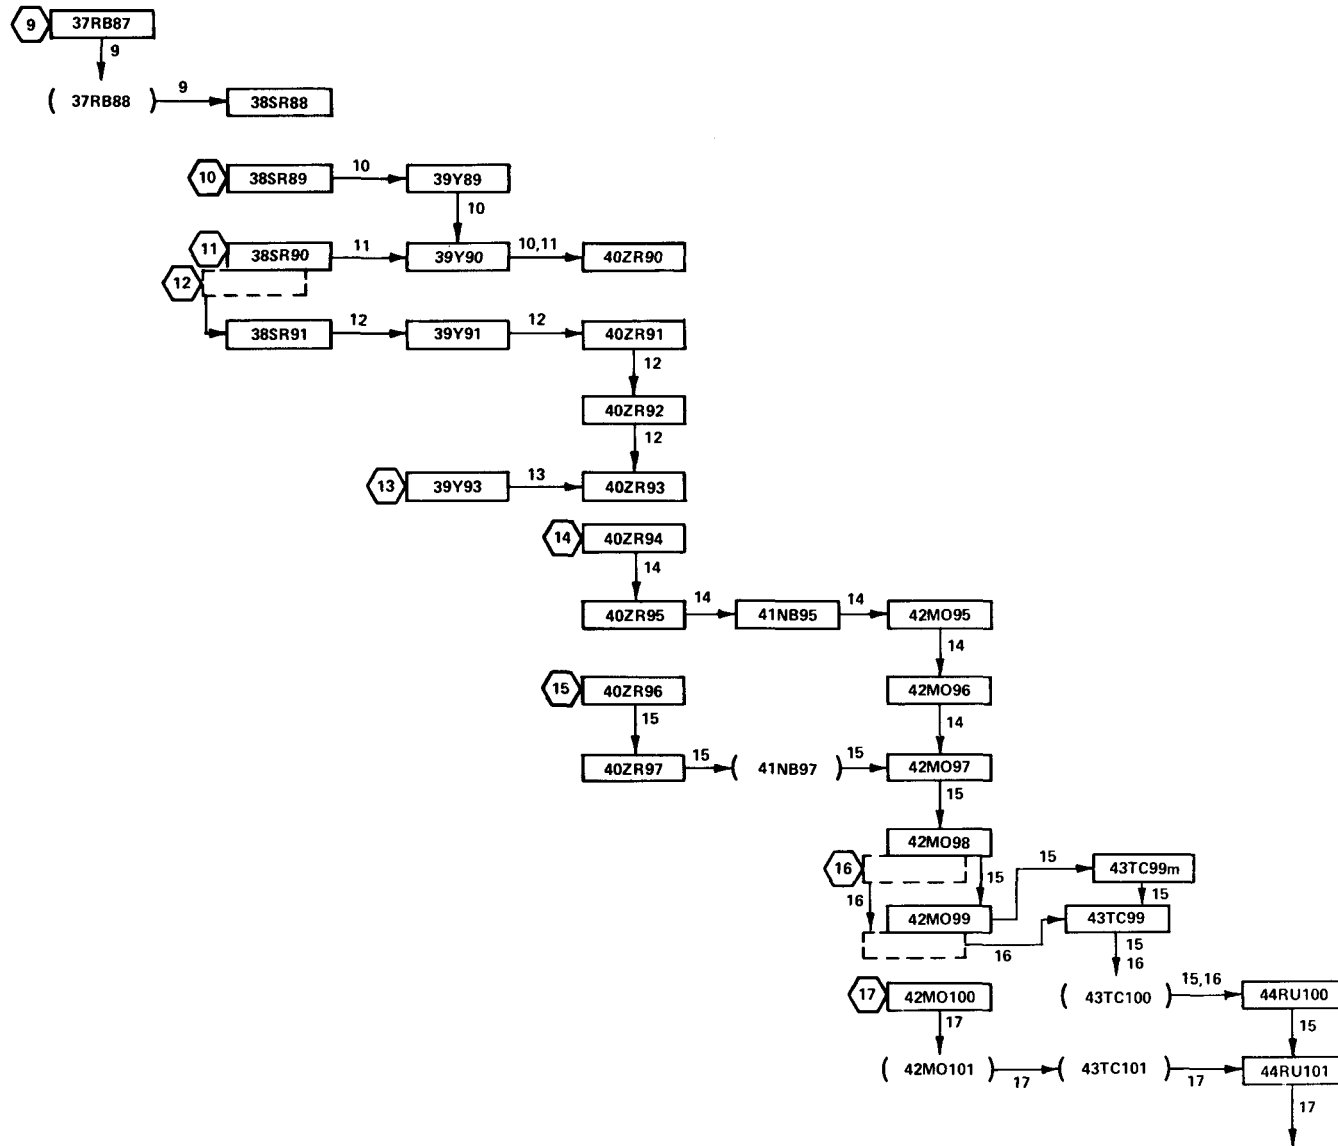 9 37RB87
9
( 37RB88 ) 9 38SR88
10 38SR89 10 39Y89
10
11 38SR90 11 39Y90 10,11 40ZR90
12
38SR91 12 39Y91 12 40ZR91
12
40ZR92
12
13 39Y93 13 40ZR93
14 40ZR94
14
40ZR95 14 41NB95 14 42MO95
14
15 40ZR96 42MO96
15 14
40ZR97 15 ( 41NB97 ) 15 42MO97
15
42MO98
16 15 15 43TC99m
16 15
42MO99 43TC99
16 15
16
17 42MO100 ( 43TC100 ) 15,16 44RU100
17 15
( 42MO101 ) 17 ( 43TC101 ) 17 44RU101
17